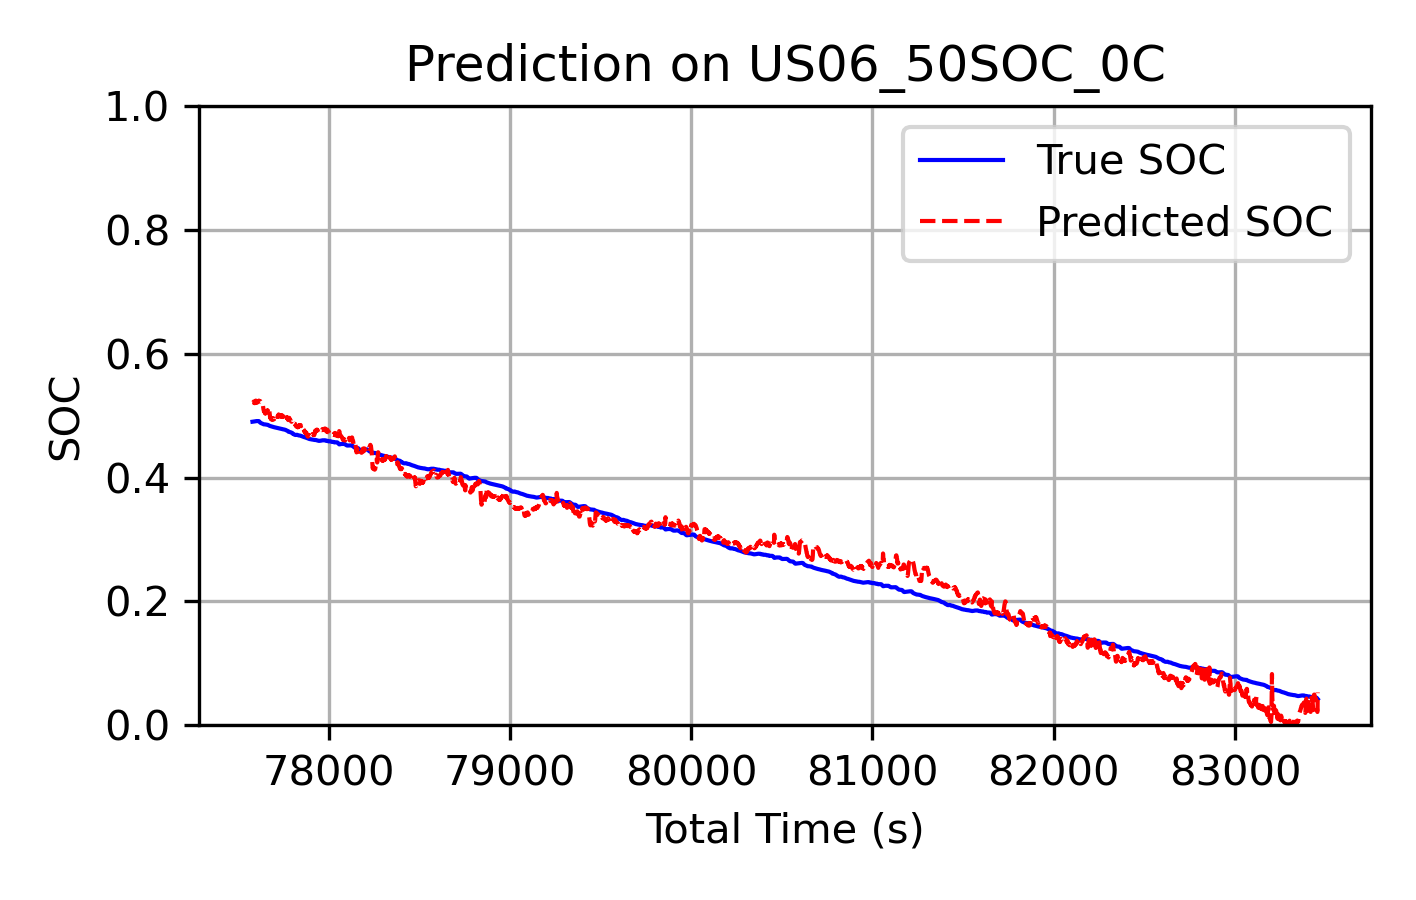 Prediction on US06_50SOC_0C
True SOC
Predicted SOC
SOC
1.0
0.8
0.6
0.4
0.2
0.0
78000 79000 80000 81000 82000 83000
Total Time (s)